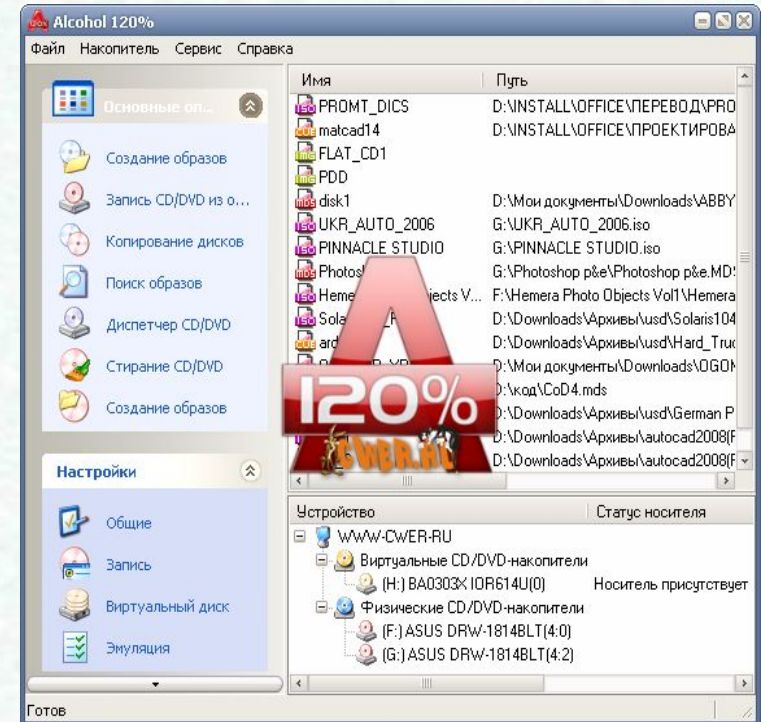 Alcohol 120%
Файл Накопитель Сервис Справка
Основные оп...
Создание образов
Запись CD/DVD из о...
Копирование дисков
Поиск образов
Диспетчер CD/DVD
Стирание CD/DVD
Создание образов
Настройки
Общие
Запись
Виртуальный диск
Эмуляция
Имя Путь
PROMT_DICS D:\INSTALL\OFFICE\ПЕРЕВОД\PRO
matcad14 D:\INSTALL\OFFICE\ПРОЕКТИРОВА
FLAT_CD1
PDD
disk1 D:\Мои документы\Downloads\ABBY
UKR_AUTO_2006 G:\UKR_AUTO_2006.iso
PINNACLE STUDIO G:\PINNACLE STUDIO.iso
Photos G:\Photoshop p&e\Photoshop p&e.MD
Heme jects V... F:\Hemera Photo Objects Vol1\Hemera
Sola D:\Downloads\Архивы\usd\Solaris104
ard D:\Downloads\Архивы\usd\Hard_Truc
D:\Мои документы\Downloads\OGON
D:\код\CoD4.mds
D:\Downloads\Архивы\usd\German P
D:\Downloads\Архивы\autocad2008(F
D:\Downloads\Архивы\autocad2008(F
120%
CWER.RU
Устройство Статус носителя
WWW-CWER-RU
Виртуальные CD/DVD-накопители
(H:) BA0303X IOR614U(0) Носитель присутствует
Физические CD/DVD-накопители
(F:) ASUS DRW-1814BLT(4:0)
(G:) ASUS DRW-1814BLT(4:2)
Готов